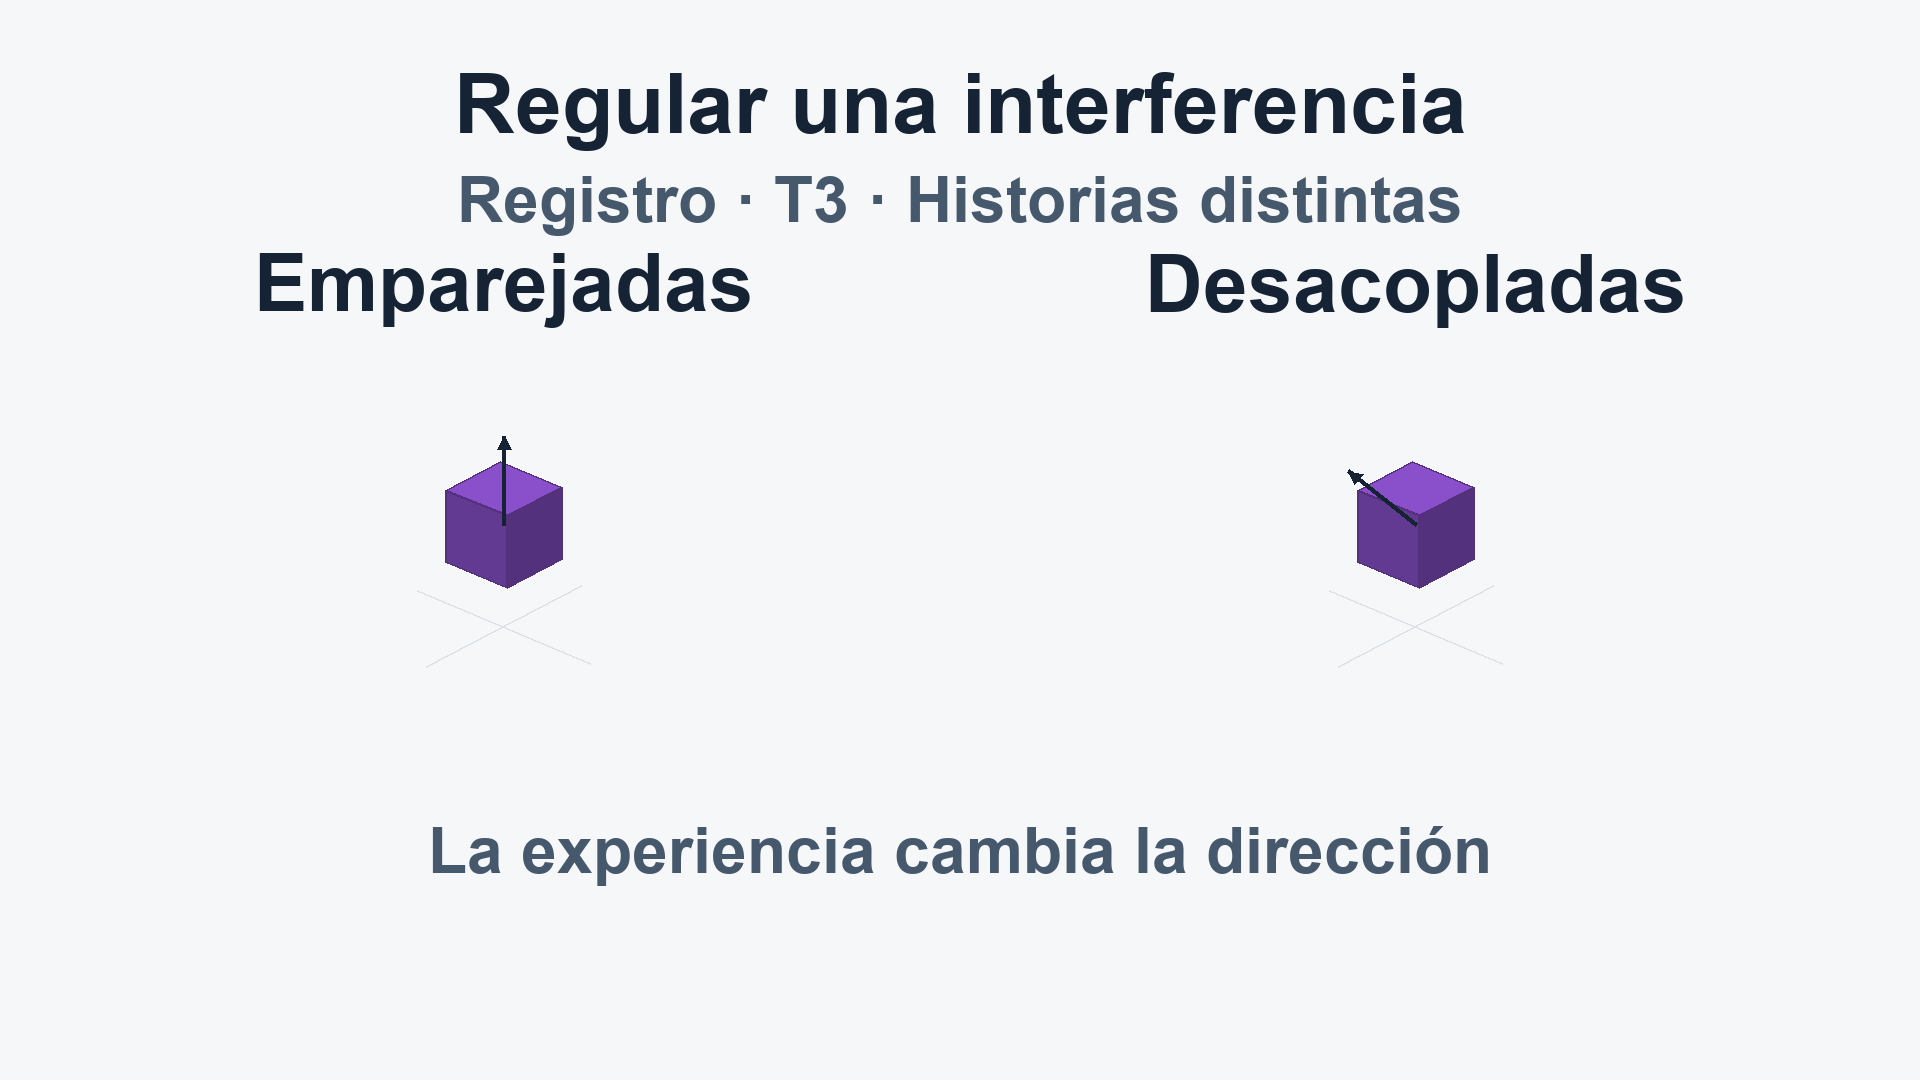 Regular una interferencia
Registro · T3 · Historias distintas
Emparejadas
Desacopladas
La experiencia cambia la dirección